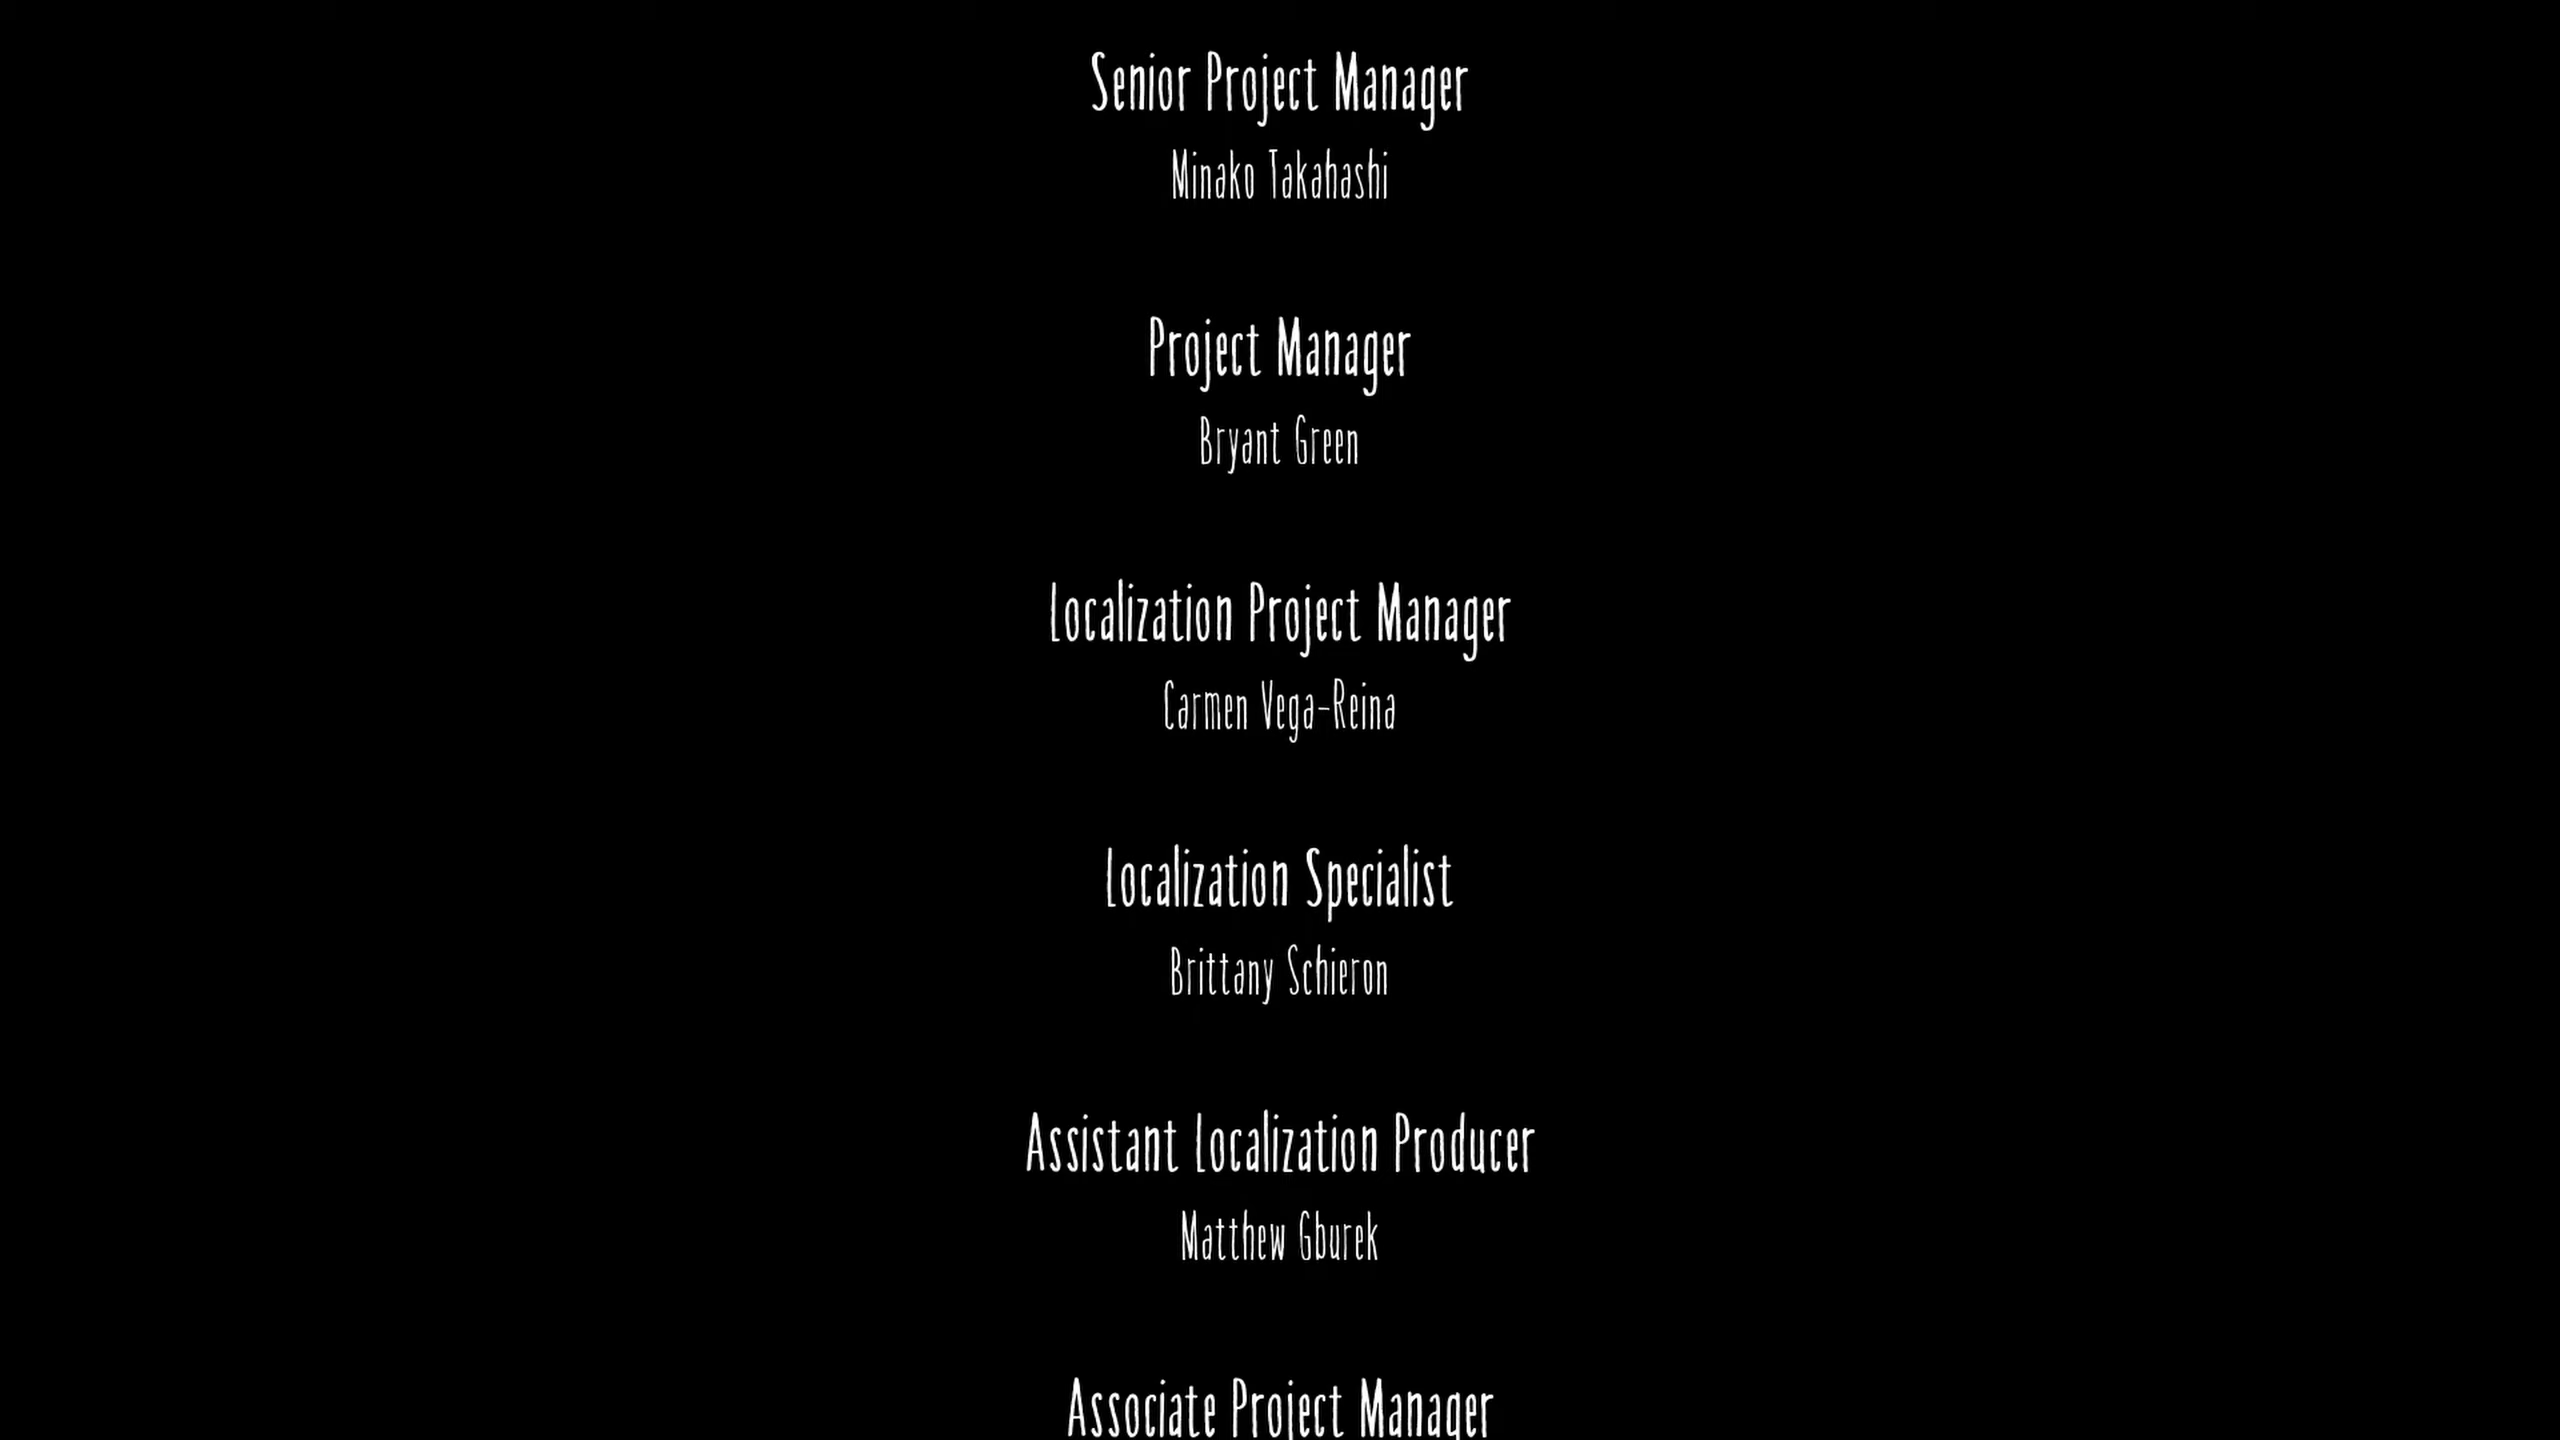 Senior Project Manager
Minako Takahashi
Project Manager
Bryant Green
Localization Project Manager
Carmen Vega-Reina
Localization Specialist
Brittany Schieron
Assistant Localization Producer
Matthew Gburek
Associate Project Manager